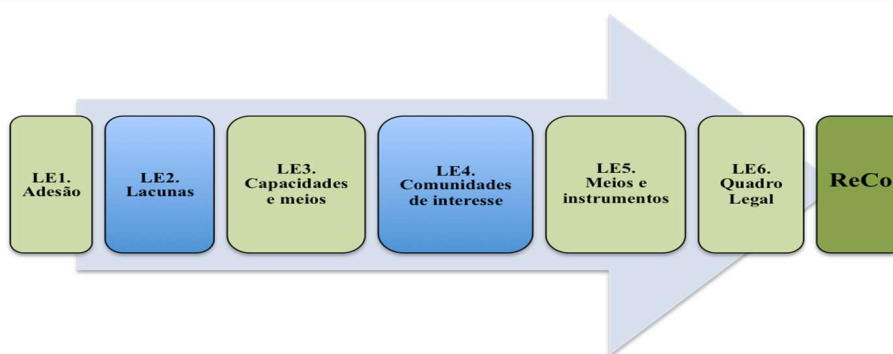 LE1.
Adesão
LE2.
Lacunas
LE3.
Capacidades
e meios
LE4.
Comunidades
de interesse
LE5.
Meios e
instrumentos
LE6.
Quadro
Legal
ReCo